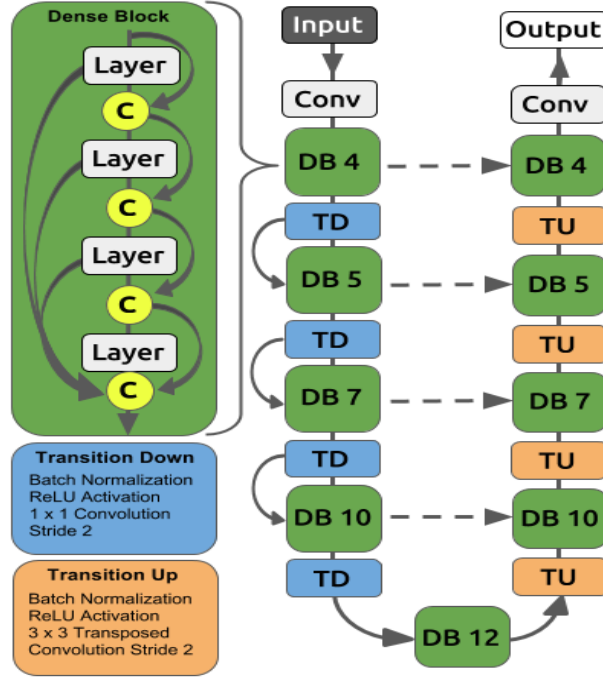 Dense Block
Layer
C
Layer
C
Layer
C
Layer
C
Transition Down
Batch Normalization
ReLU Activation
1 x 1 Convolution
Stride 2
Transition Up
Batch Normalization
ReLU Activation
3 x 3 Transposed
Convolution Stride 2
Input
Conv
DB 4
TD
DB 5
TD
DB 7
TD
DB 10
TD
DB 12
Output
Conv
DB 4
TU
DB 5
TU
DB 7
TU
DB 10
TU